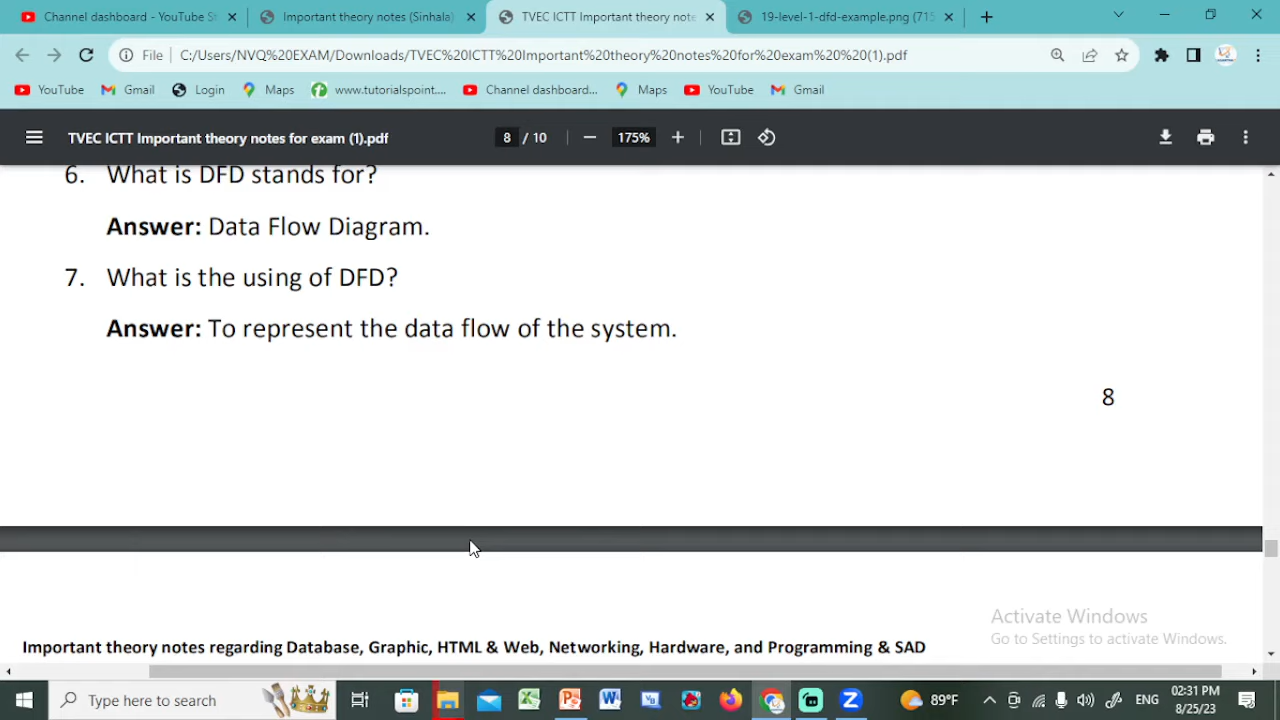 Channel dashboard - YouTube St
Important theory notes (Sinhala)
TVEC ICTT Important theory note
19-level-1-dfd-example.png (715
File
C:/Users/NVQ%20EXAM/Downloads/TVEC%20ICTT%20Important%20theory%20notes%20for%20exam%20%20(1).pdf
YouTube
Gmail
Login
Maps
www.tutorialspoint....
Channel dashboard...
Maps
YouTube
Gmail
TVEC ICTT Important theory notes for exam (1).pdf
8 / 10
175%
6. What is DFD stands for?
Answer: Data Flow Diagram.
7. What is the using of DFD?
Answer: To represent the data flow of the system.
8
Activate Windows
Go to Settings to activate Windows.
Important theory notes regarding Database, Graphic, HTML & Web, Networking, Hardware, and Programming & SAD
Type here to search
89°F
ENG
02:31 PM
8/25/23